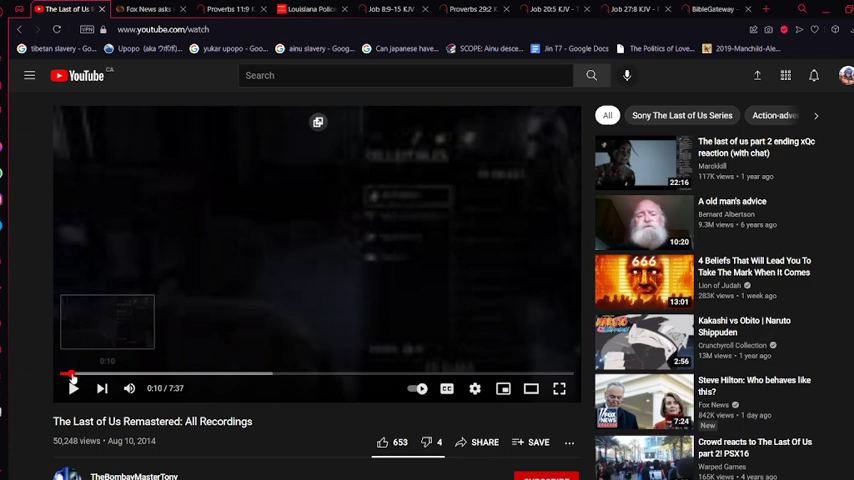 The Last of Us R
Fox News asks
Proverbs 11:9 K
Louisiana Police
Job 8:9-15 KJV
Proverbs 29:2 K
Job 20:5 KJV - T
Job 27:8 KJV -
BibleGateway -
VPN
www.youtube.com/watch
tibetan slavery - G...
Upopo (aka ウポポ)...
yukar upopo - Goo...
ainu slavery - Goog...
Can japanese have...
SCOPE: Ainu descen...
Jin T7 - Google Docs
The Politics of Love...
2019-Manchild-Ale...
YouTube CA
Search
All
Sony The Last of Us Series
Action-adve
The last of us part 2 ending xQc
reaction (with chat)
Marckidll
117K views • 1 year ago
22:16
A old man's advice
Bernard Albertson
9.3M views • 6 years ago
10:20
666
4 Beliefs That Will Lead You To
Take The Mark When It Comes
Lion of Judah
283K views • 1 week ago
13:01
Kakashi vs Obito | Naruto
Shippuden
Crunchyroll Collection
13M views • 1 year ago
2:56
Steve Hilton: Who behaves like
this?
Fox News
842K views • 1 day ago
New
7:24
Crowd reacts to The Last Of Us
part 2! PSX16
Warped Games
165K views • 4 years ago
0:10
0:10 / 7:37
CC
The Last of Us Remastered: All Recordings
50,248 views • Aug 10, 2014
653
4
SHARE
SAVE
TheBombayMasterTony
SUBSCRIBE